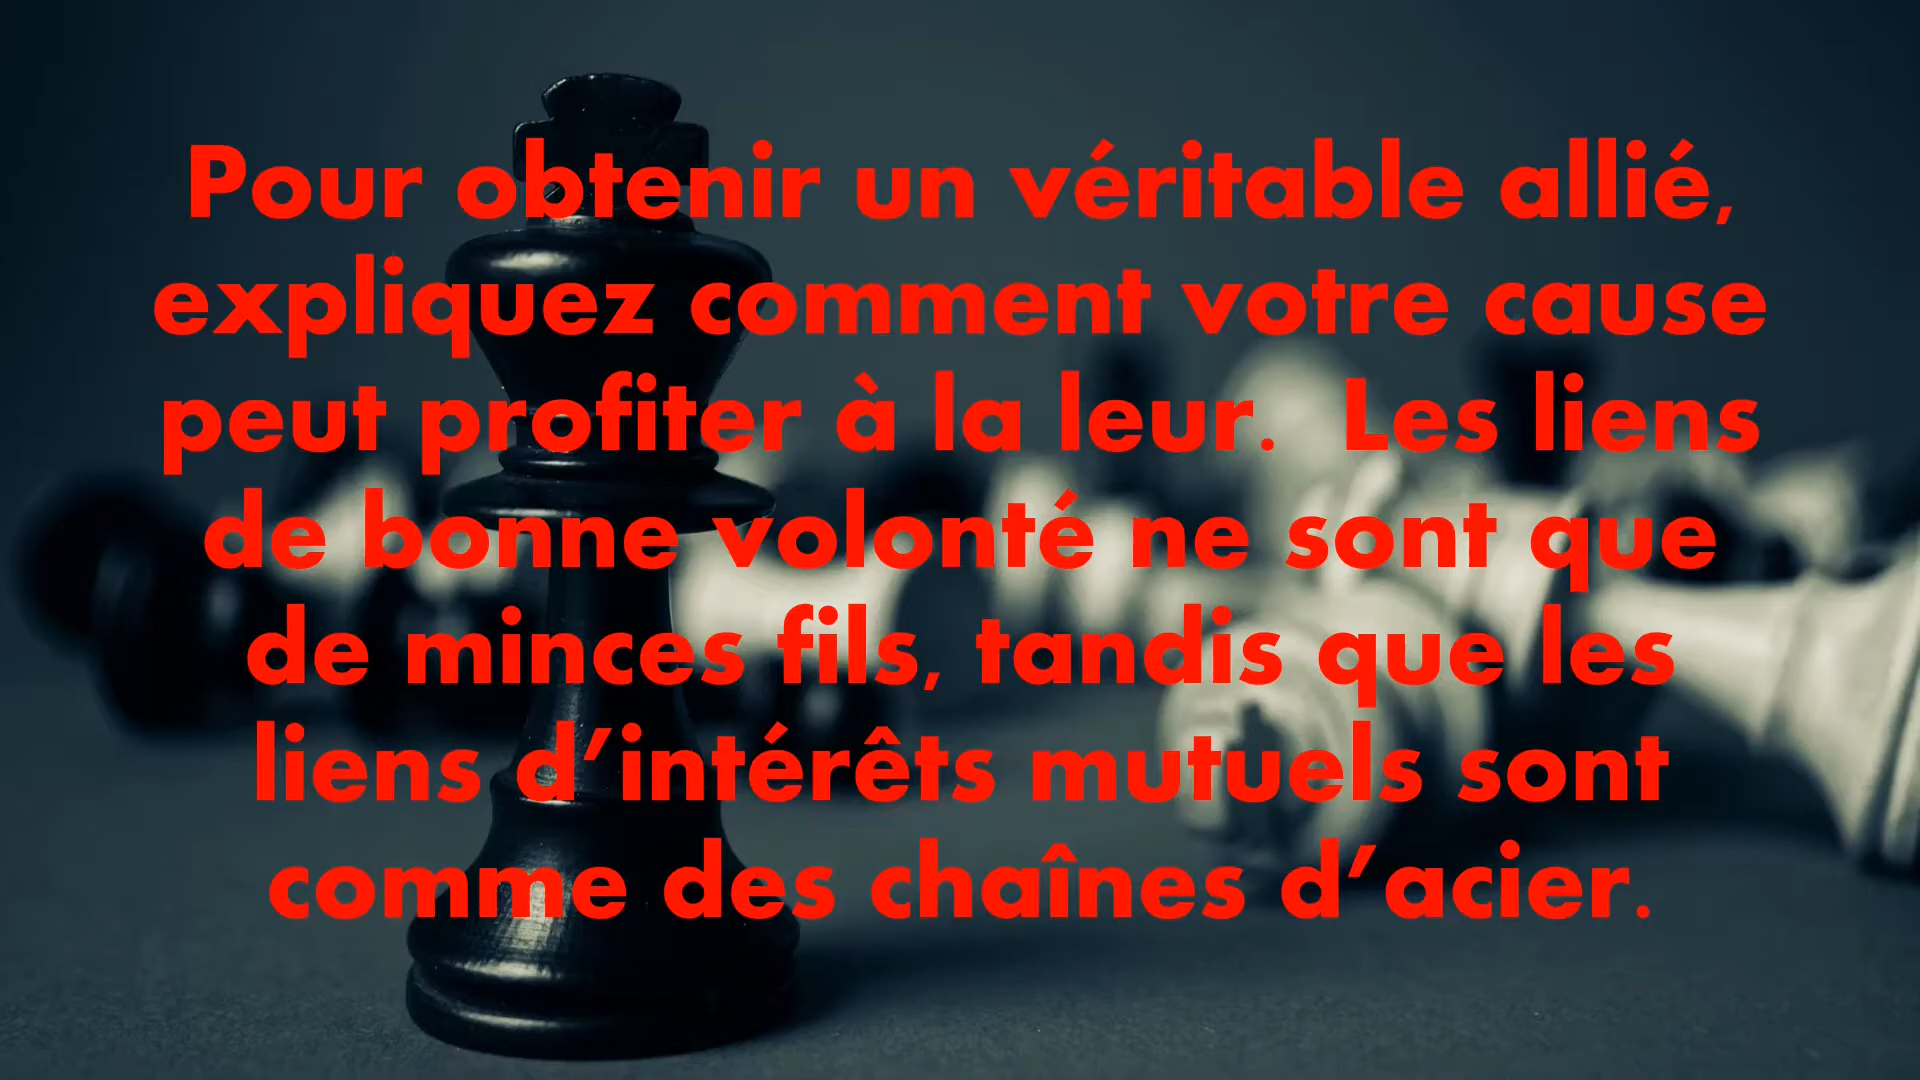 Pour obtenir un véritable allié,
expliquez comment votre cause
peut profiter à la leur.  Les liens
de bonne volonté ne sont que
de minces fils, tandis que les
liens d’intérêts mutuels sont
comme des chaînes d’acier.